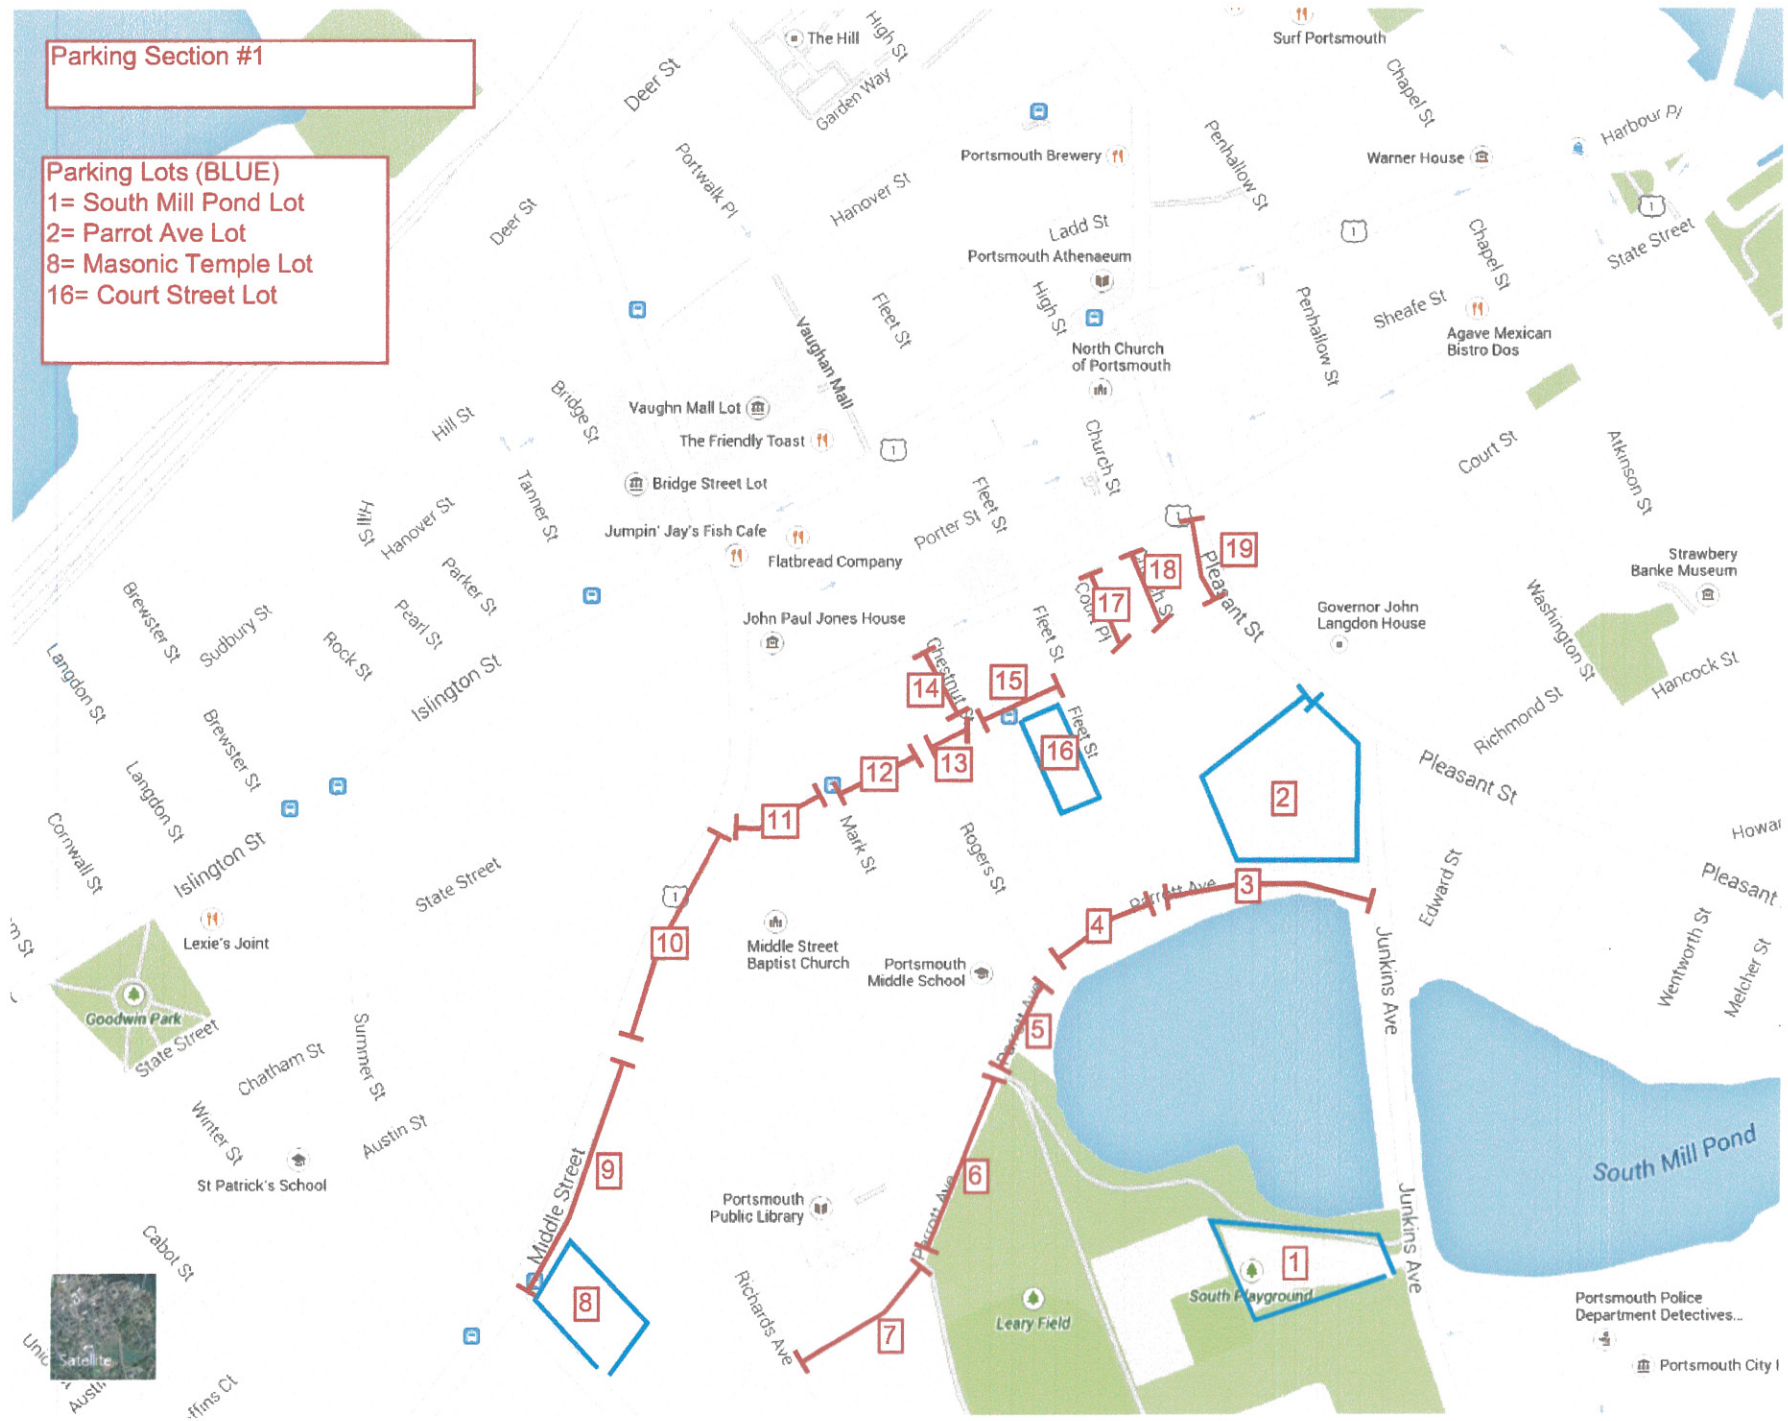 Parking Section #1
Parking Lots (BLUE)
1= South Mill Pond Lot
2= Parrot Ave Lot
8= Masonic Temple Lot
16= Court Street Lot
The Hill
High St
Garden Way
Deer St
Surf Portsmouth
Chapel St
Harbour Pl
Portsmouth Brewery
Penhallow St
Warner House
Portwalk Pl
Hanover St
Deer St
Ladd St
1
1
State Street
Chapel St
Portsmouth Athenaeum
High St
Fleet St
Penhallow St
Sheafe St
Agave Mexican
Bistro Dos
North Church
of Portsmouth
Vaughan Mall
Bridge St
Hill St
Vaughn Mall Lot
The Friendly Toast
1
Church St
Court St
Atkinson St
Bridge Street Lot
Tanner St
Hill St
Hanover St
Fleet St
Porter St
1
Jumpin' Jay's Fish Cafe
Flatbread Company
Parker St
Pearl St
19
18
17
Pleasant St
Strawbery
Banke Museum
Washington St
Governor John
Langdon House
Brewster St
Sudbury St
Rock St
John Paul Jones House
Fleet St
Langdon St
Islington St
Chestnut St
14
15
Hancock St
Richmond St
Brewster St
Fleet St
16
13
12
Pleasant St
2
Langdon St
11
Mark St
Rogers St
Cornwall St
Islington St
State Street
1
Parrott Ave
3
Edward St
Pleasant
4
Lexie's Joint
10
Middle Street
Baptist Church
Portsmouth
Middle School
Junkins Ave
Wentworth St
Melcher St
Goodwin Park
State Street
Summer St
Chatham St
Parrott Ave
5
Winter St
Austin St
South Mill Pond
St Patrick's School
9
Middle Street
Portsmouth
Public Library
6
Parrott Ave
Junkins Ave
Cabot St
8
Richards Ave
7
Leary Field
1
South Playground
Portsmouth Police
Department Detectives...
Portsmouth City
Satellite